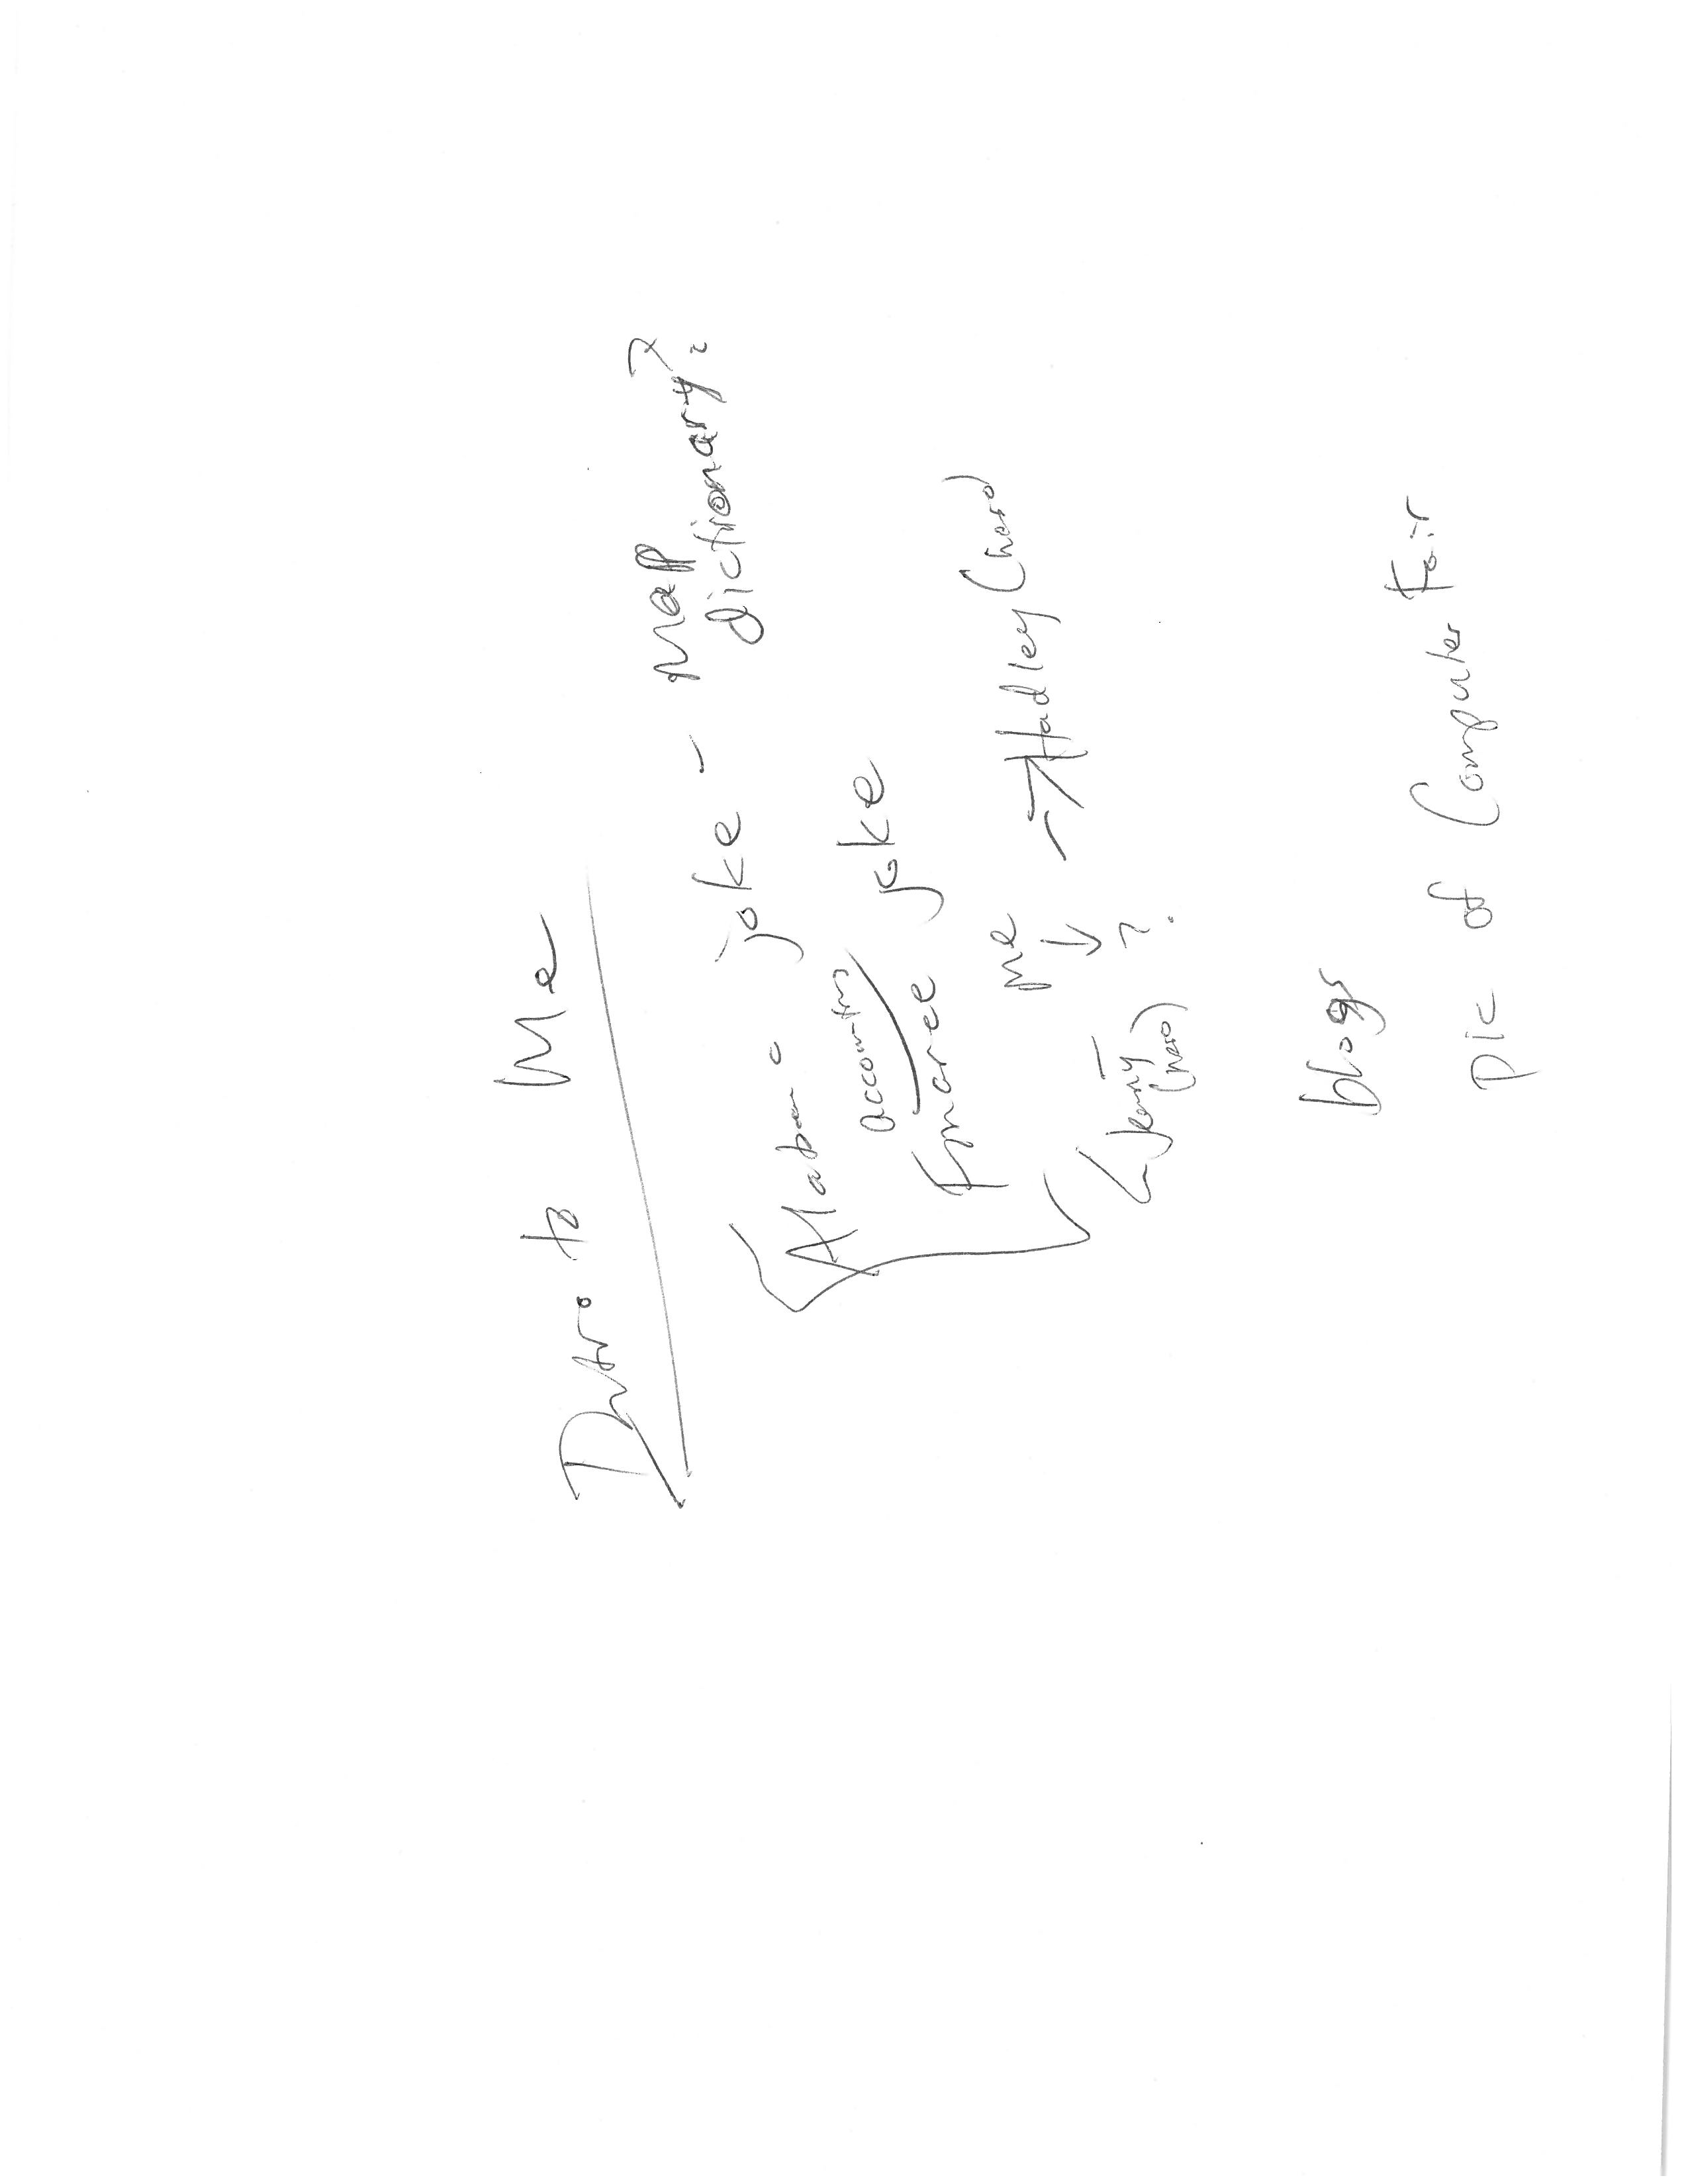 Intro to Me
Alabama joke - Map
dictionary?
accounting
Finance joke
me
Hadley (hero)
Jenny
(hero)
?
blogs
pic of Computer Fair